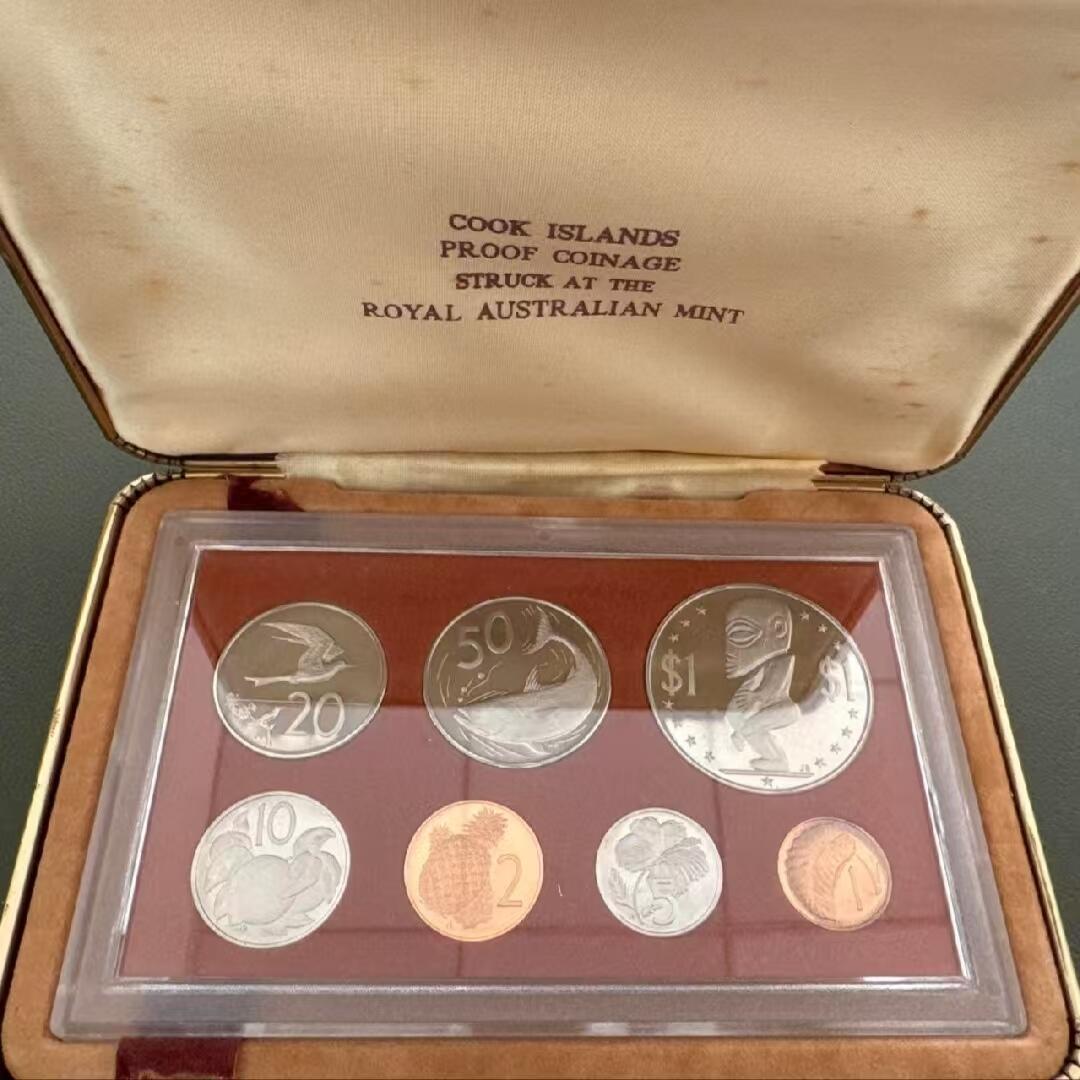 COOK ISLANDS
PROOF COINAGE
STRUCK AT THE
ROYAL AUSTRALIAN MINT
20
50
$1 $1
10
2
5
1